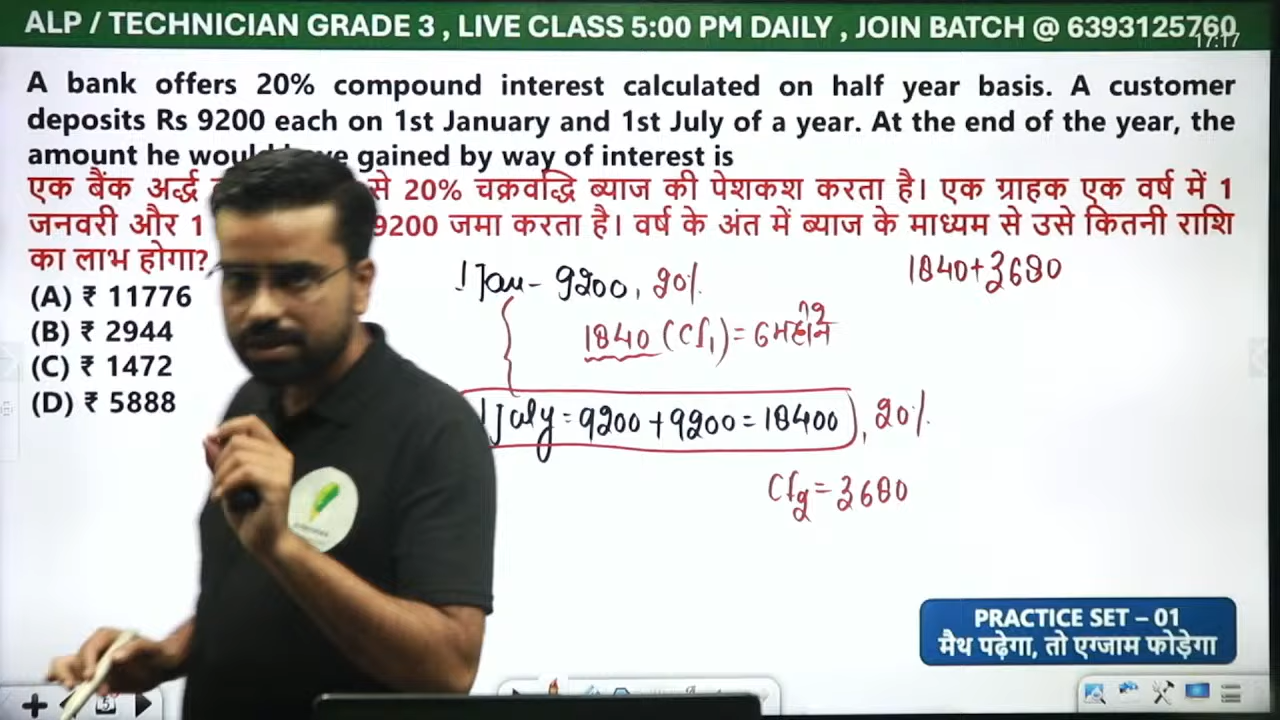 ALP / TECHNICIAN GRADE 3 , LIVE CLASS 5:00 PM DAILY , JOIN BATCH @ 6393125760
17:17
A bank offers 20% compound interest calculated on half year basis. A customer
deposits Rs 9200 each on 1st January and 1st July of a year. At the end of the year, the
amount he would gained by way of interest is
एक बैंक अर्द्ध से 20% चक्रवद्धि ब्याज की पेशकश करता है। एक ग्राहक एक वर्ष में 1
जनवरी और 1 9200 जमा करता है। वर्ष के अंत में ब्याज के माध्यम से उसे कितनी राशि
का लाभ होगा?
(A) ₹ 11776
(B) ₹ 2944
(C) ₹ 1472
(D) ₹ 5888
1 Jan - 9200, 20%.
1840 + 3680
1840 (CI1) = 6 महीने
1 July = 9200 + 9200 = 18400, 20%.
CI2 = 3680
PRACTICE SET – 01
मैथ पढ़ेगा, तो एग्जाम फोड़ेगा